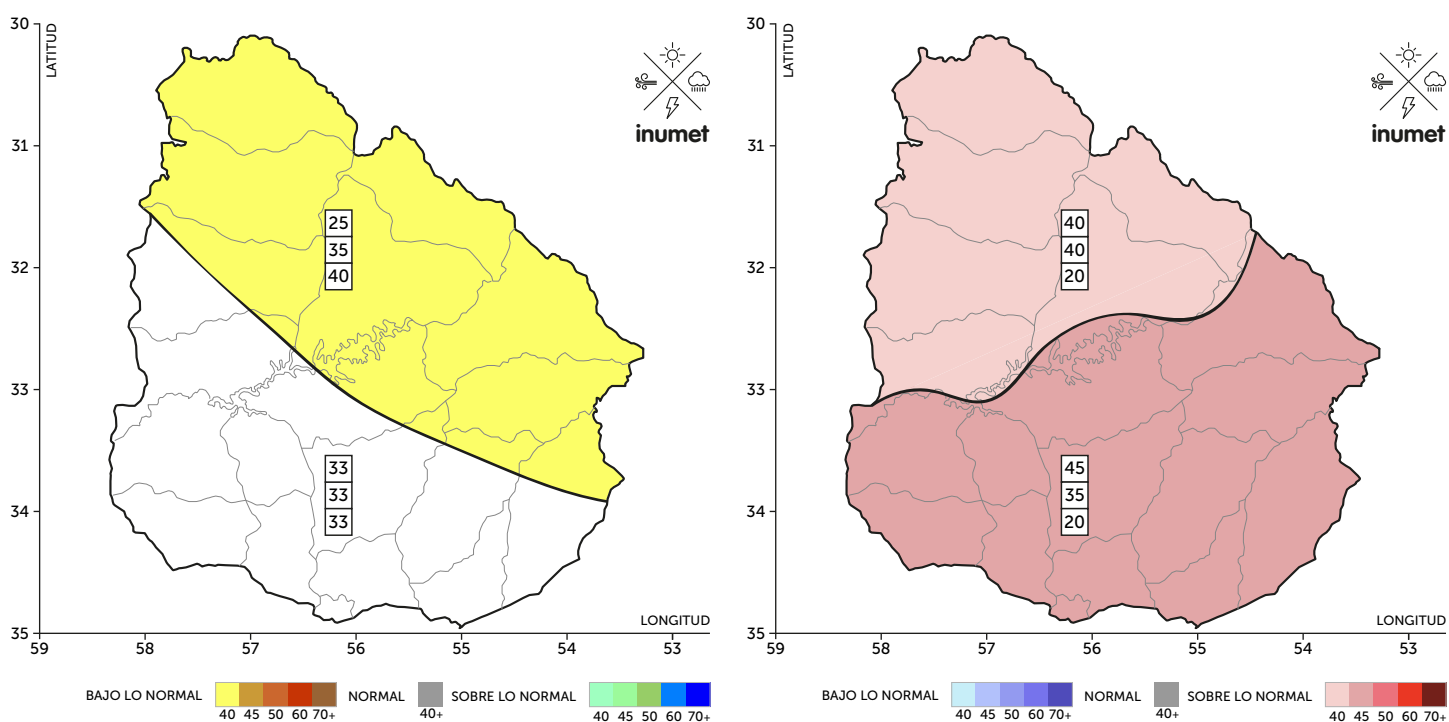 30
LATITUD
31
32
33
34
35
59
58
57
56
55
54
53
LONGITUD
inumet
25
35
40
33
33
33
BAJO LO NORMAL
40 45 50 60 70+
NORMAL
40+
SOBRE LO NORMAL
40 45 50 60 70+
30
LATITUD
31
32
33
34
35
59
58
57
56
55
54
53
LONGITUD
inumet
40
40
20
45
35
20
BAJO LO NORMAL
40 45 50 60 70+
NORMAL
40+
SOBRE LO NORMAL
40 45 50 60 70+